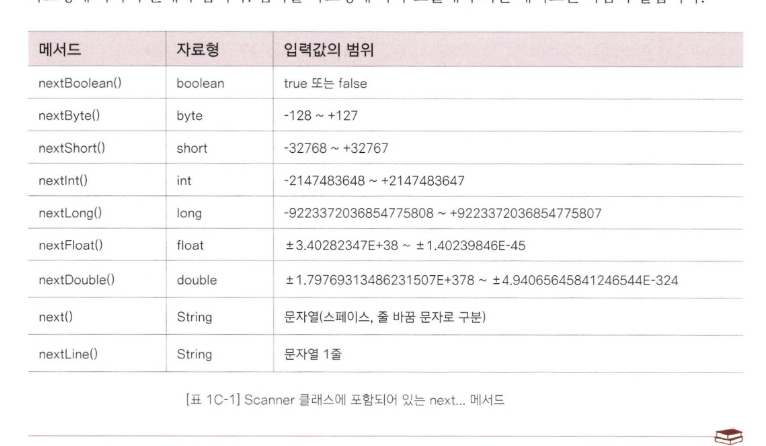 메서드 자료형 입력값의 범위
nextBoolean() boolean true 또는 false
nextByte() byte -128 ~ +127
nextShort() short -32768 ~ +32767
nextInt() int -2147483648 ~ +2147483647
nextLong() long -9223372036854775808 ~ +9223372036854775807
nextFloat() float ±3.40282347E+38 ~ ±1.40239846E-45
nextDouble() double ±1.79769313486231507E+378 ~ ±4.94065645841246544E-324
next() String 문자열(스페이스, 줄 바꿈 문자로 구분)
nextLine() String 문자열 1줄
[표 1C-1] Scanner 클래스에 포함되어 있는 next... 메서드